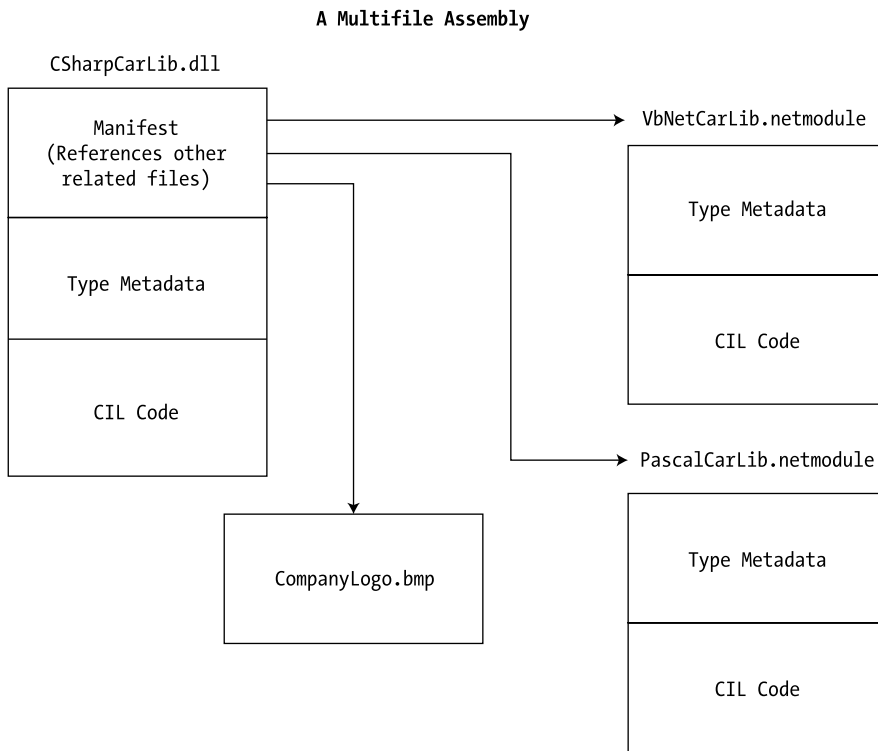 A Multifile Assembly
CSharpCarLib.dll
Manifest
(References other
related files)
Type Metadata
CIL Code
CompanyLogo.bmp
VbNetCarLib.netmodule
Type Metadata
CIL Code
PascalCarLib.netmodule
Type Metadata
CIL Code